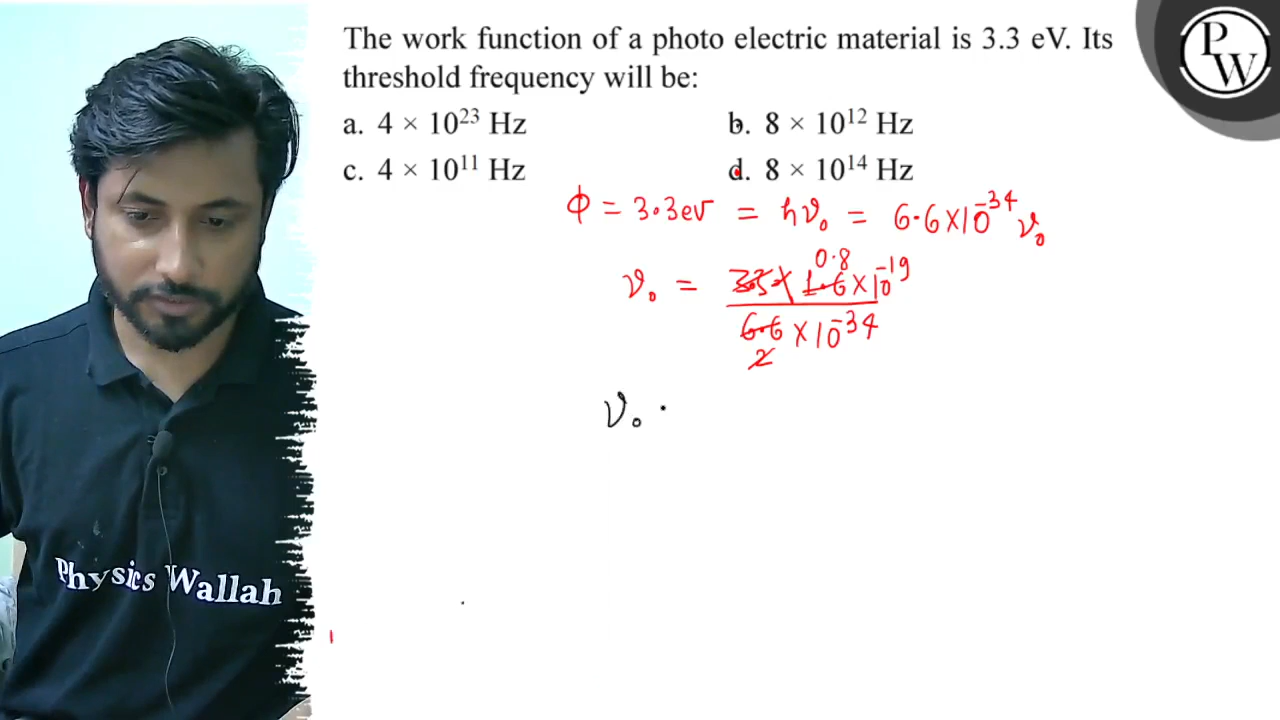 The work function of a photo electric material is 3.3 eV. Its
threshold frequency will be:
a. 4 × 10²³ Hz
b. 8 × 10¹² Hz
c. 4 × 10¹¹ Hz
d. 8 × 10¹⁴ Hz
ϕ = 3.3ev = hν₀ = 6.6×10⁻³⁴ ν₀
0.8
ν₀ = 3.3 × 1.6 × 10⁻¹⁹
6.6 × 10⁻³⁴
2
ν₀
PW
Physics Wallah